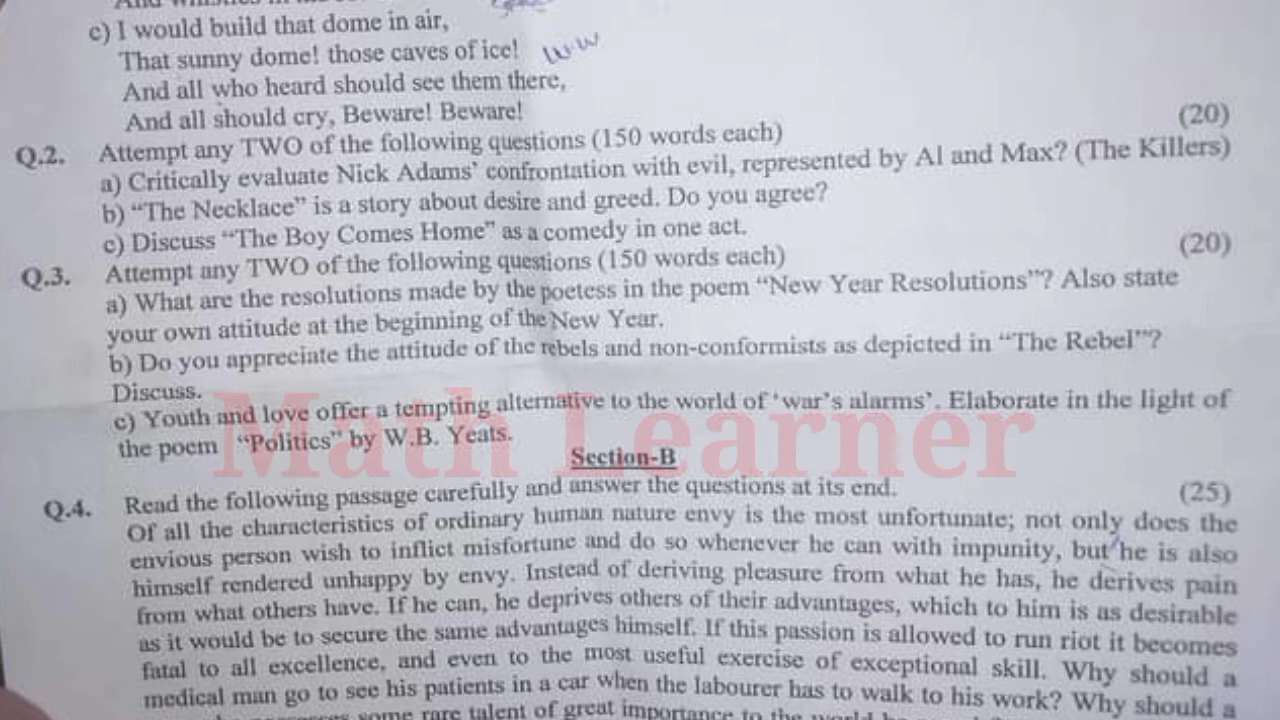 c) I would build that dome in air,
That sunny dome! those caves of ice!
And all who heard should see them there,
And all should cry, Beware! Beware!
Q.2. Attempt any TWO of the following questions (150 words each) (20)
a) Critically evaluate Nick Adams' confrontation with evil, represented by Al and Max? (The Killers)
b) "The Necklace" is a story about desire and greed. Do you agree?
c) Discuss "The Boy Comes Home" as a comedy in one act.
Q.3. Attempt any TWO of the following questions (150 words each) (20)
a) What are the resolutions made by the poetess in the poem "New Year Resolutions"? Also state
your own attitude at the beginning of the New Year.
b) Do you appreciate the attitude of the rebels and non-conformists as depicted in "The Rebel"?
Discuss.
c) Youth and love offer a tempting alternative to the world of 'war's alarms'. Elaborate in the light of
the poem "Politics" by W.B. Yeats.
Math Learner
Section-B
Q.4. Read the following passage carefully and answer the questions at its end. (25)
Of all the characteristics of ordinary human nature envy is the most unfortunate; not only does the
envious person wish to inflict misfortune and do so whenever he can with impunity, but he is also
himself rendered unhappy by envy. Instead of deriving pleasure from what he has, he derives pain
from what others have. If he can, he deprives others of their advantages, which to him is as desirable
as it would be to secure the same advantages himself. If this passion is allowed to run riot it becomes
fatal to all excellence, and even to the most useful exercise of exceptional skill. Why should a
medical man go to see his patients in a car when the labourer has to walk to his work? Why should a
some rare talent of great importance to the world